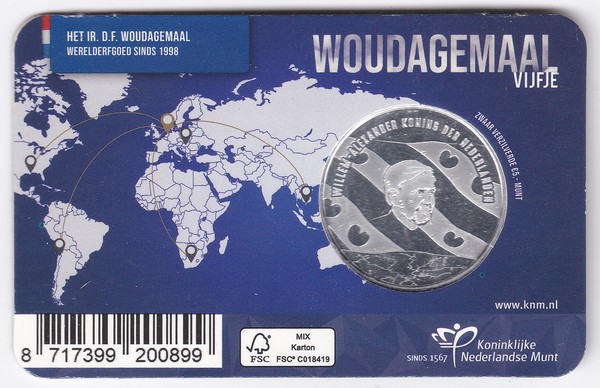 HET IR. D.F. WOUDAGEMAAL
WERELDERFGOED SINDS 1998
WOUDAGEMAAL
VIJFJE
ZWAAR VERZILVERDE €5,- MUNT
WILLEM-ALEXANDER KONING DER NEDERLANDEN
www.knm.nl
8 717399 200899
FSC
MIX
Karton
FSC® C018419
SINDS 1567
Koninklijke
Nederlandse Munt